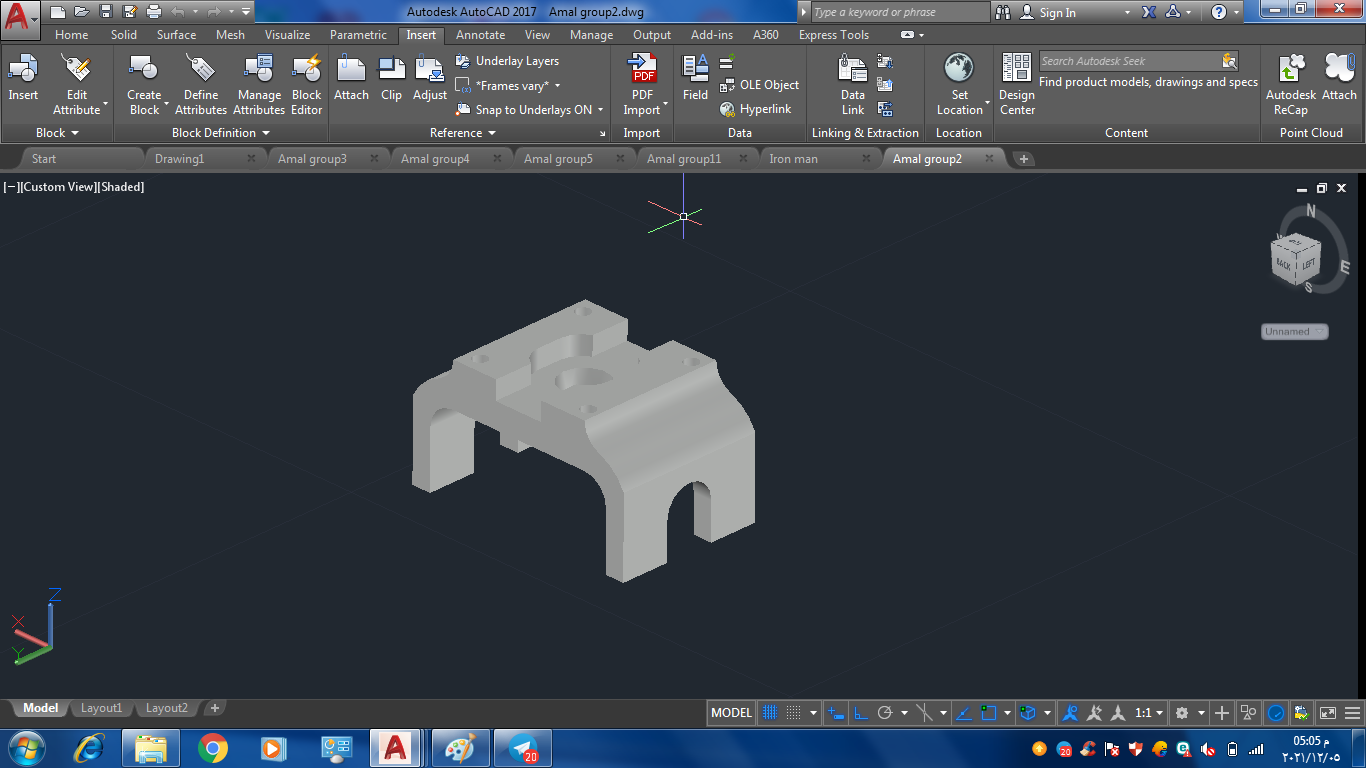 Autodesk AutoCAD 2017 Amal group2.dwg
Type a keyword or phrase
Sign In
Home Solid Surface Mesh Visualize Parametric Insert Annotate View Manage Output Add-ins A360 Express Tools
Insert
Edit Attribute
Create Block
Define Attributes
Manage Attributes
Block Editor
Attach
Clip
Adjust
Underlay Layers
*Frames vary*
Snap to Underlays ON
PDF
PDF Import
Field
OLE Object
Hyperlink
Data Link
Set Location
Design Center
Search Autodesk Seek
Find product models, drawings and specs
Autodesk ReCap
Attach
Block Block Definition Reference Import Data Linking & Extraction Location Content Point Cloud
Start Drawing1 Amal group3 Amal group4 Amal group5 Amal group11 Iron man Amal group2
[−][Custom View][Shaded]
N
E
S
BACK LEFT
Unnamed
Z
X
Y
Model Layout1 Layout2
MODEL
1:1
20
20
05:05 م
٢٠٢١/١٢/٠٥